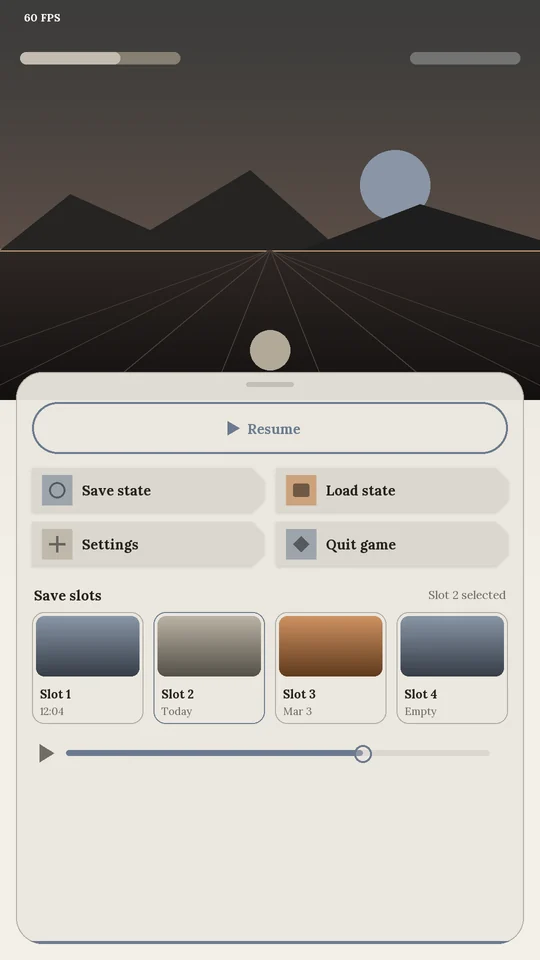 60 FPS
Resume
Save state
Load state
Settings
Quit game
Save slots
Slot 2 selected
Slot 1
12:04
Slot 2
Today
Slot 3
Mar 3
Slot 4
Empty